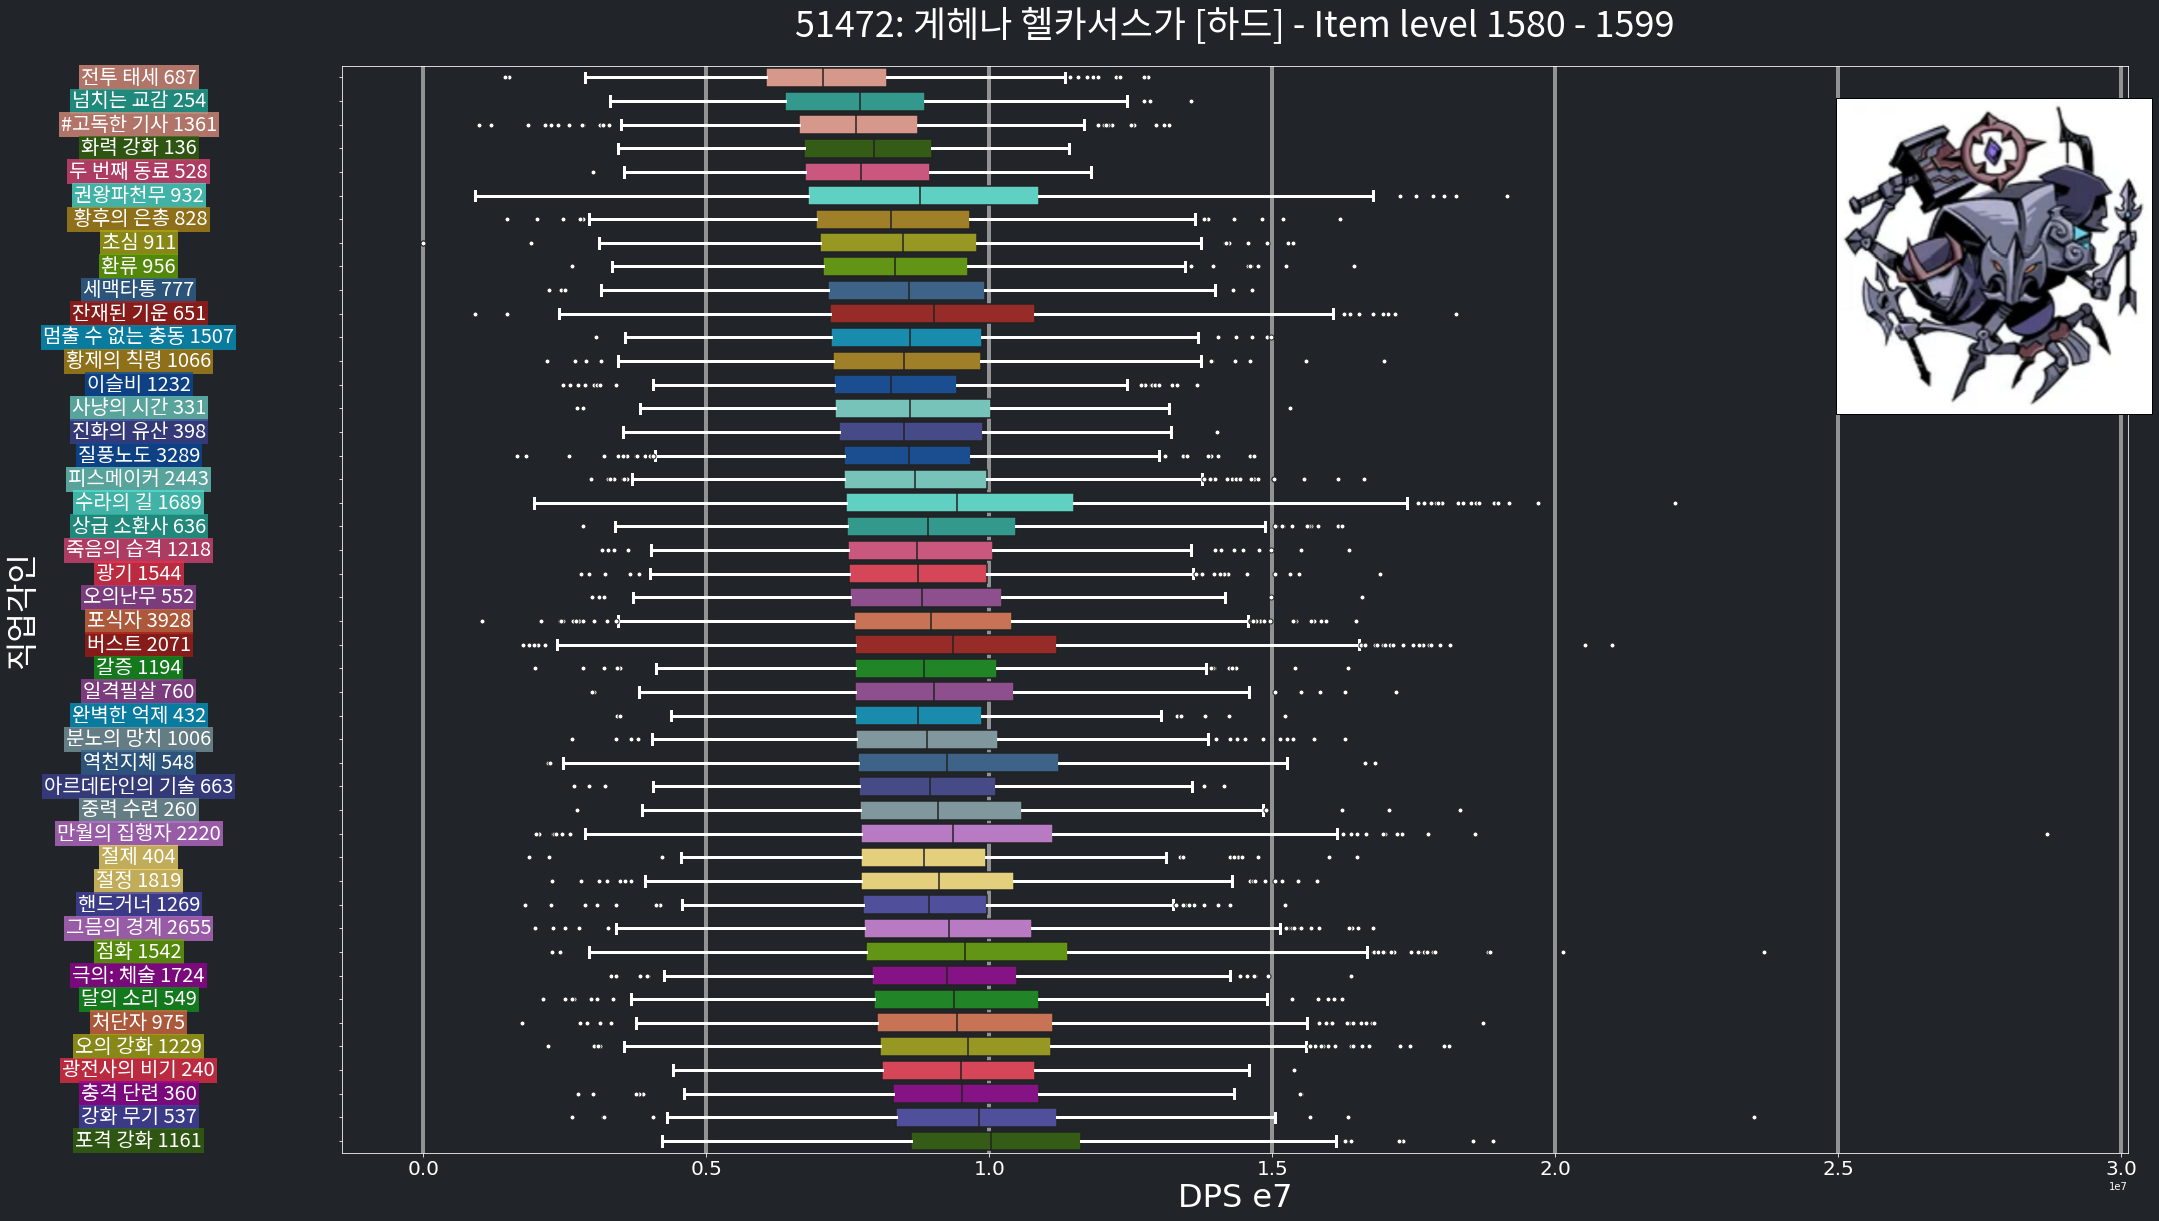 51472: 게헤나 헬카서스가 [하드] - Item level 1580 - 1599
직업각인
전투 태세 687
넘치는 교감 254
#고독한 기사 1361
화력 강화 136
두 번째 동료 528
권왕파천무 932
황후의 은총 828
초심 911
환류 956
세맥타통 777
잔재된 기운 651
멈출 수 없는 충동 1507
황제의 칙령 1066
이슬비 1232
사냥의 시간 331
진화의 유산 398
질풍노도 3289
피스메이커 2443
수라의 길 1689
상급 소환사 636
죽음의 습격 1218
광기 1544
오의난무 552
포식자 3928
버스트 2071
갈증 1194
일격필살 760
완벽한 억제 432
분노의 망치 1006
역천지체 548
아르데타인의 기술 663
중력 수련 260
만월의 집행자 2220
절제 404
절정 1819
핸드거너 1269
그믐의 경계 2655
점화 1542
극의: 체술 1724
달의 소리 549
처단자 975
오의 강화 1229
광전사의 비기 240
충격 단련 360
강화 무기 537
포격 강화 1161
0.0 0.5 1.0 1.5 2.0 2.5 3.0
1e7
DPS e7